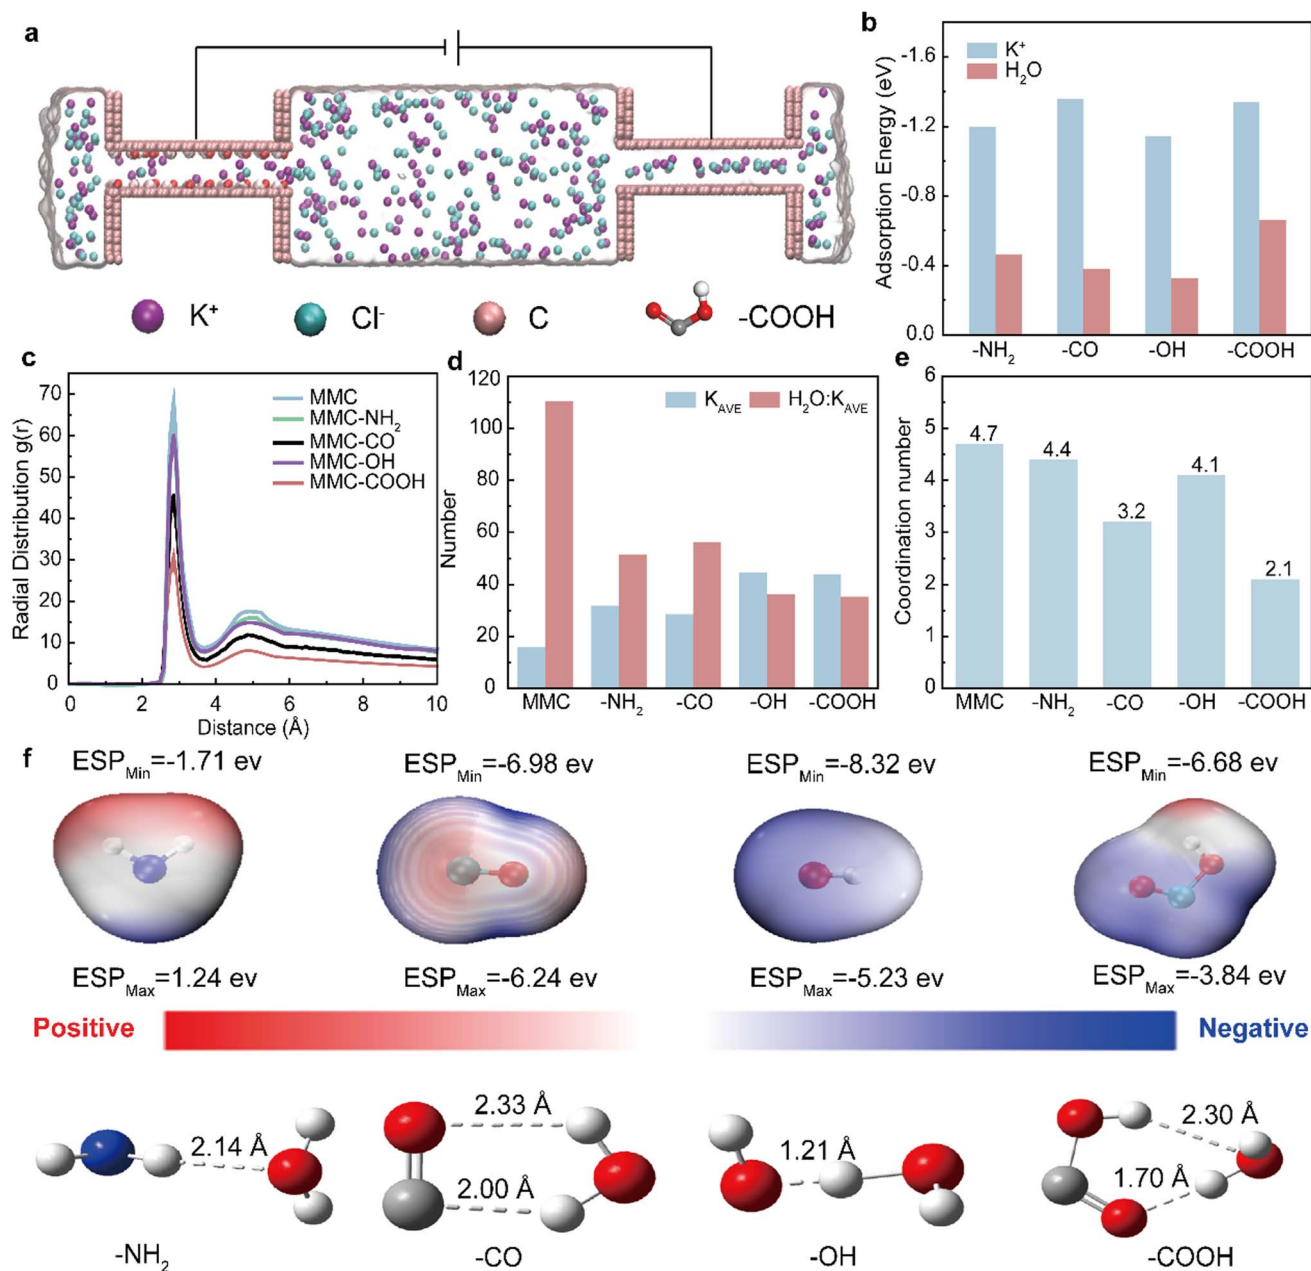 a
K⁺
Cl⁻
C
-COOH
b
Adsorption Energy (eV)
-1.6
-1.2
-0.8
-0.4
0.0
K⁺
H₂O
-NH₂ -CO -OH -COOH
c
Radial Distribution g(r)
70
60
50
40
30
20
10
0
MMC
MMC-NH₂
MMC-CO
MMC-OH
MMC-COOH
0 2 4 6 8 10
Distance (Å)
d
Number
120
100
80
60
40
20
0
K_AVE H₂O:K_AVE
MMC -NH₂ -CO -OH -COOH
e
Coordination number
6
5
4
3
2
1
0
4.7 4.4 3.2 4.1 2.1
MMC -NH₂ -CO -OH -COOH
f
ESP_Min=-1.71 ev ESP_Min=-6.98 ev ESP_Min=-8.32 ev ESP_Min=-6.68 ev
ESP_Max=1.24 ev ESP_Max=-6.24 ev ESP_Max=-5.23 ev ESP_Max=-3.84 ev
Positive Negative
2.14 Å
2.33 Å
2.00 Å
1.21 Å
2.30 Å
1.70 Å
-NH₂ -CO -OH -COOH